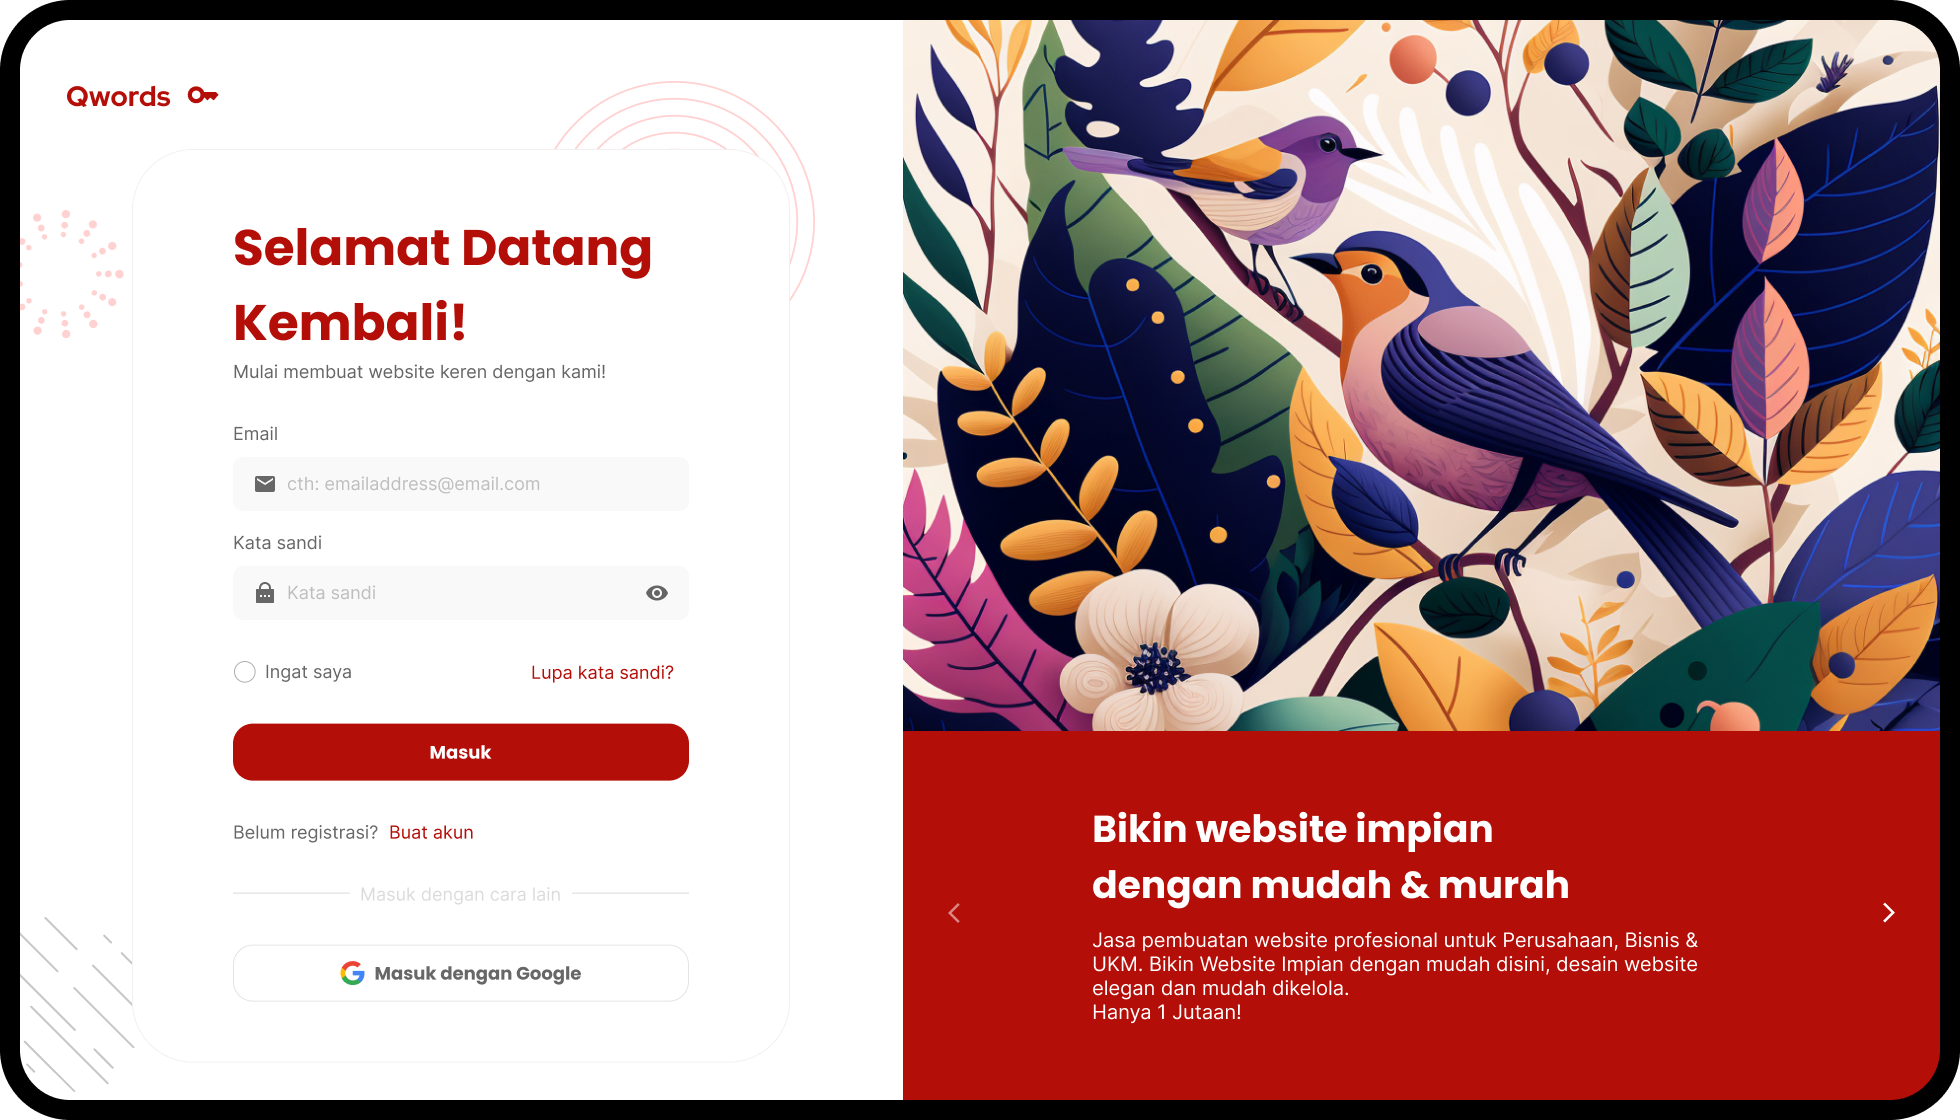 Qwords
Selamat Datang
Kembali!
Mulai membuat website keren dengan kami!
Email
cth: emailaddress@email.com
Kata sandi
Kata sandi
Ingat saya
Lupa kata sandi?
Masuk
Belum registrasi? Buat akun
Masuk dengan cara lain
Masuk dengan Google
Bikin website impian
dengan mudah & murah
Jasa pembuatan website profesional untuk Perusahaan, Bisnis &
UKM. Bikin Website Impian dengan mudah disini, desain website
elegan dan mudah dikelola.
Hanya 1 Jutaan!